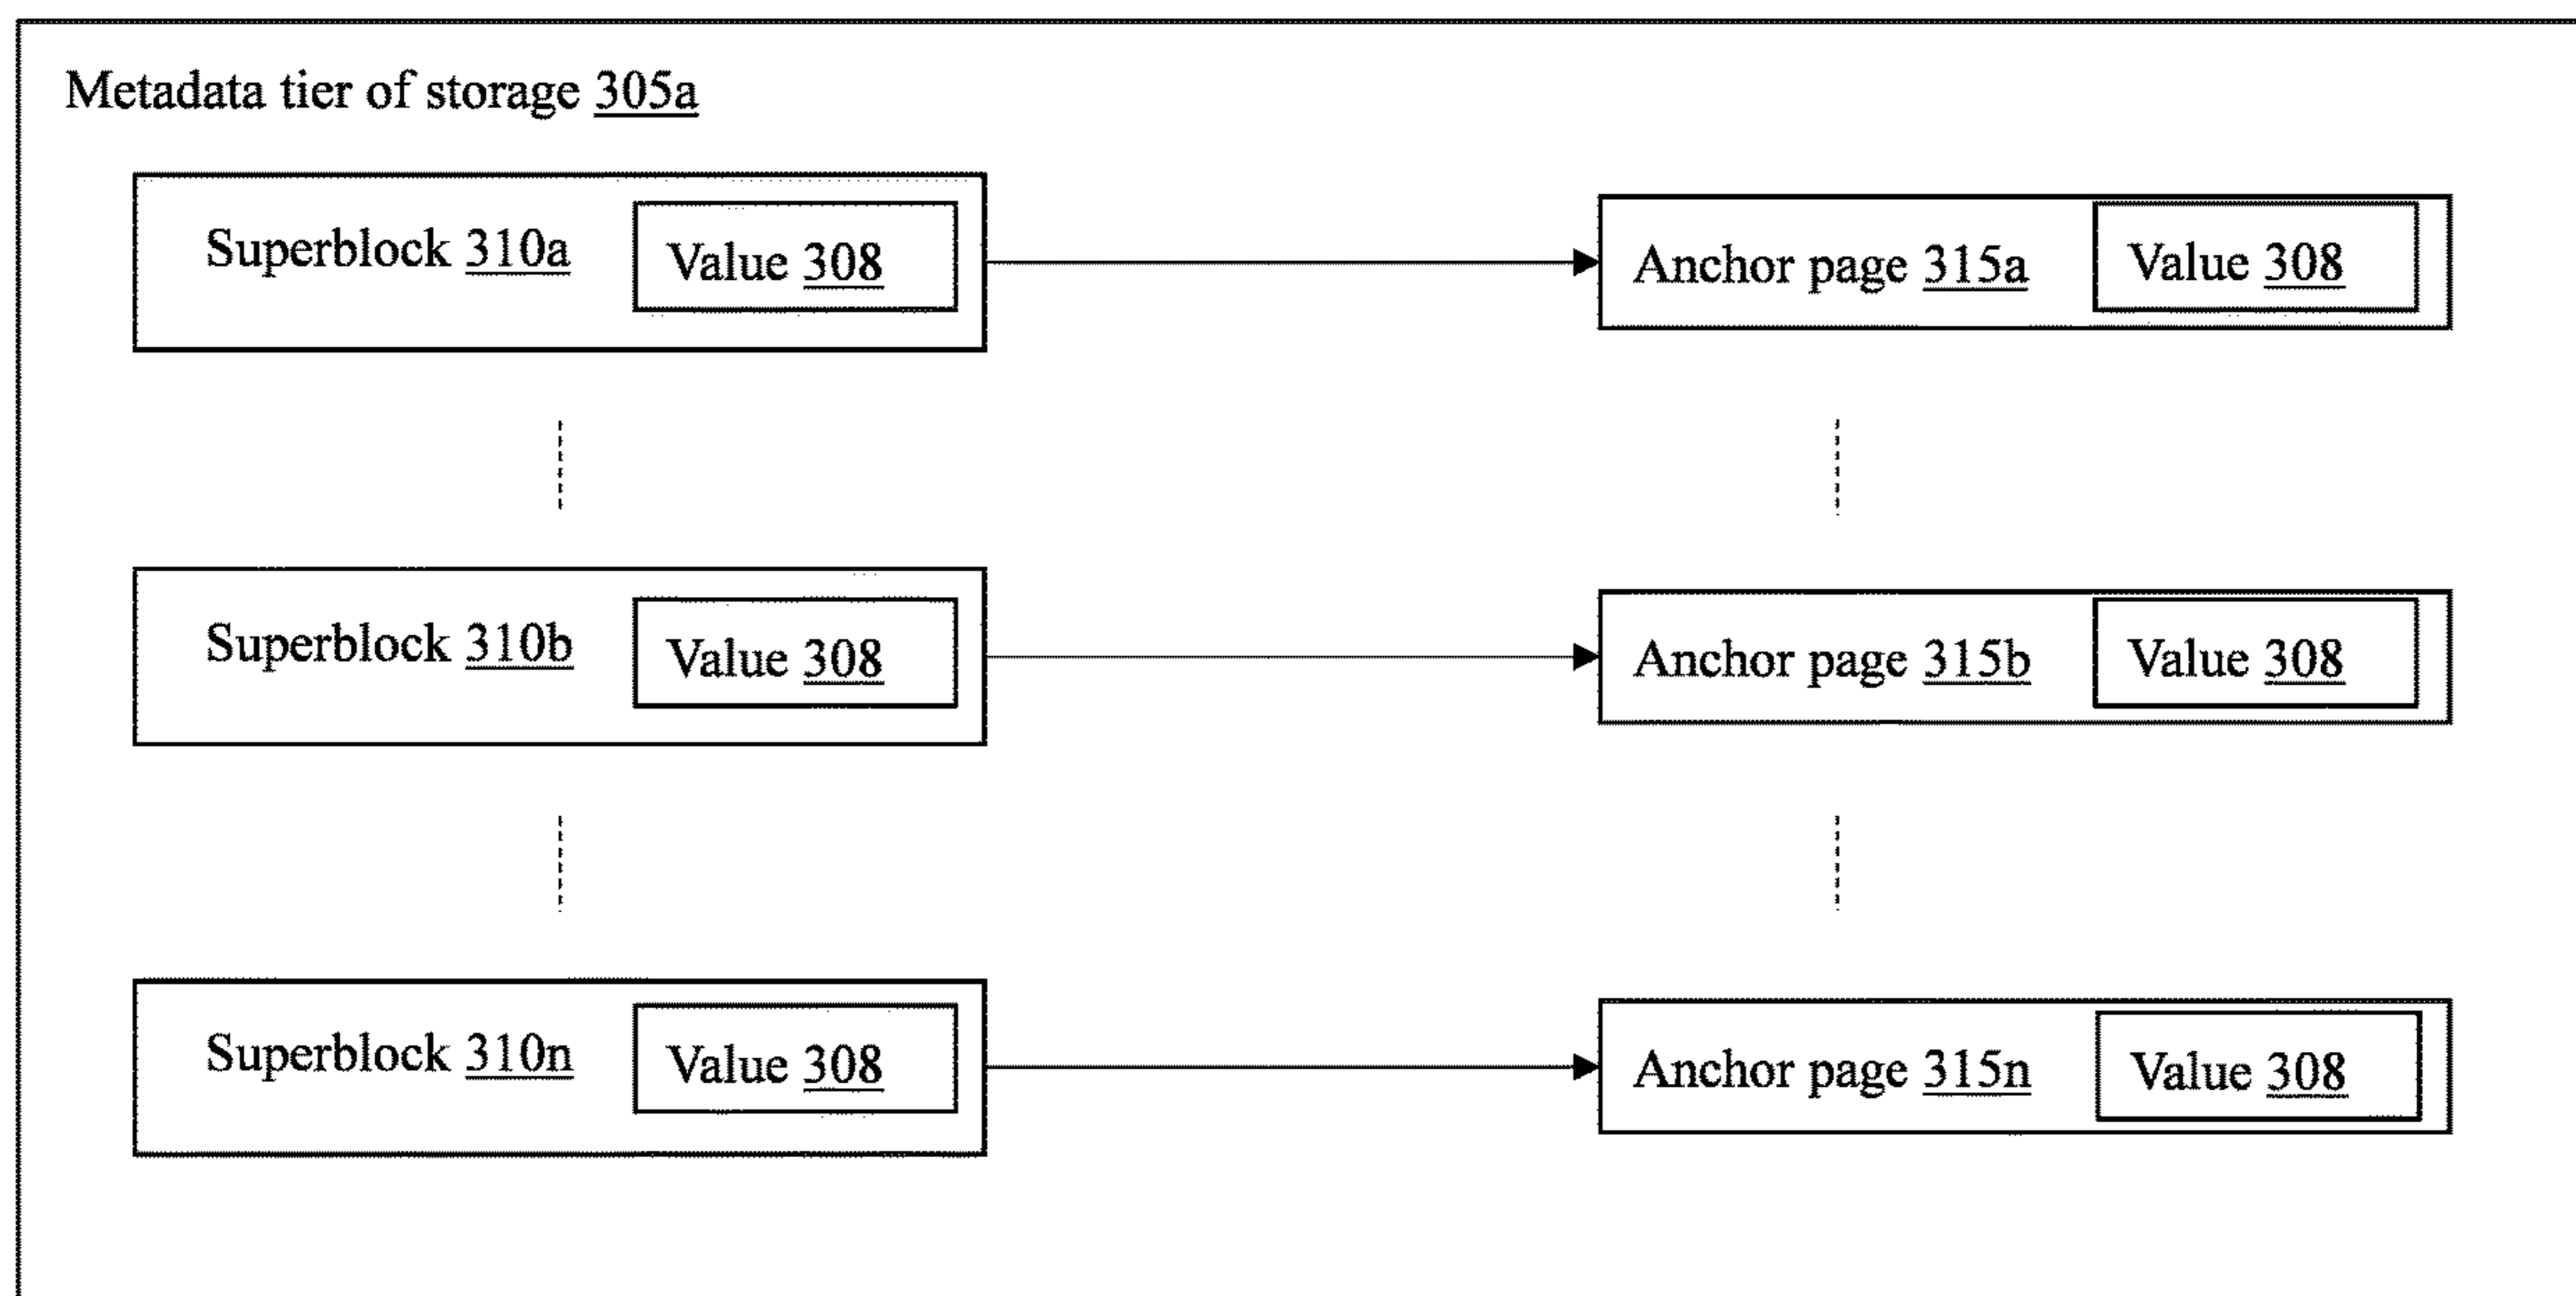 Metadata tier of storage 305a
Superblock 310a Value 308 Anchor page 315a Value 308
Superblock 310b Value 308 Anchor page 315b Value 308
Superblock 310n Value 308 Anchor page 315n Value 308